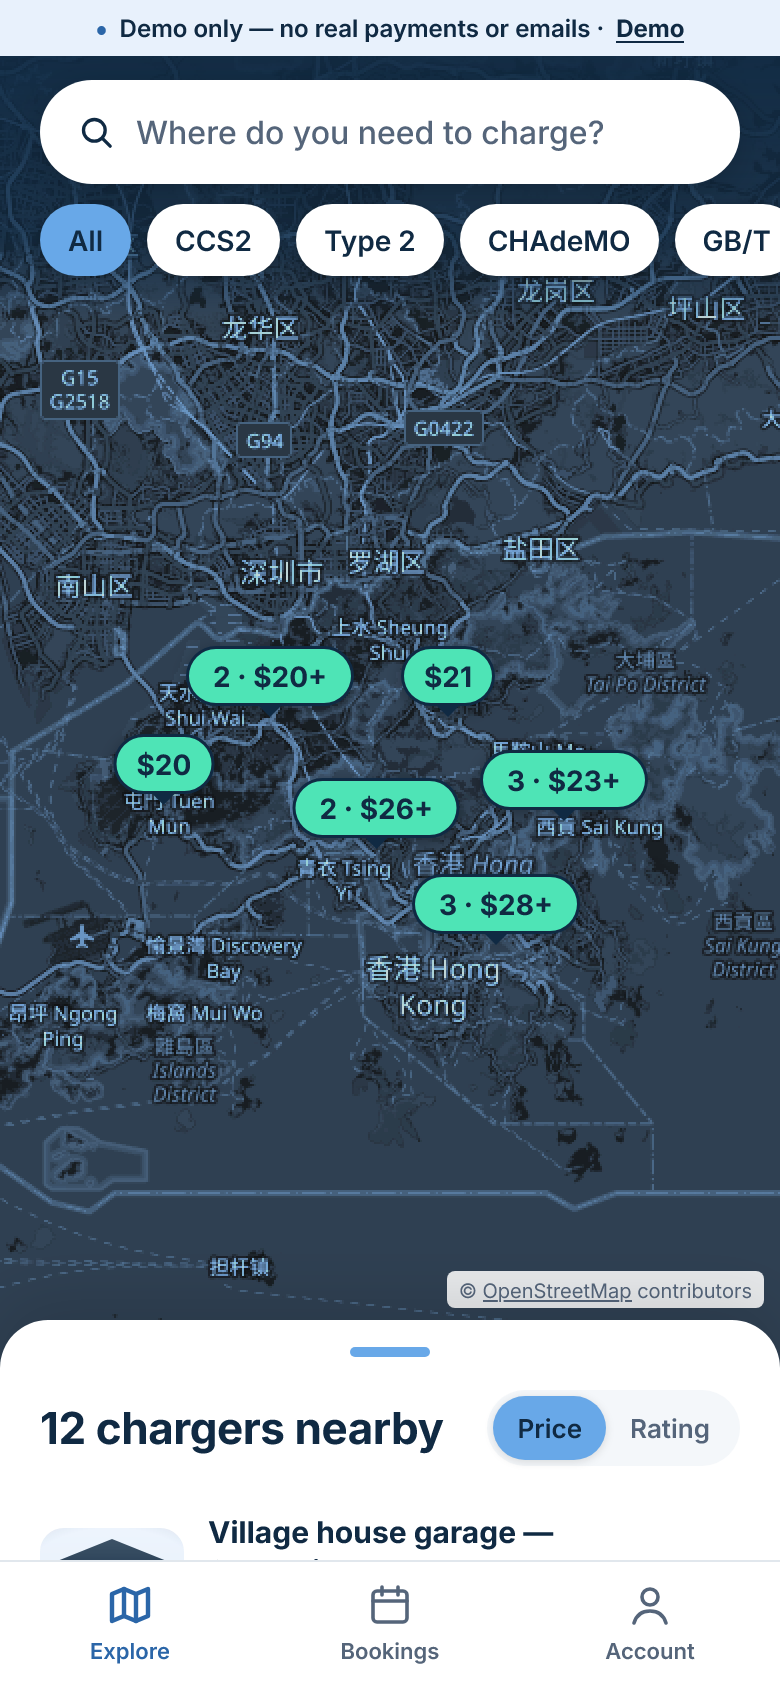 Demo only — no real payments or emails · Demo
Where do you need to charge?
All
CCS2
Type 2
CHAdeMO
GB/T
龙岗区
坪山区
龙华区
G15
G2518
G94
G0422
大
盐田区
罗湖区
深圳市
南山区
上水 Sheung
Shui
大埔區
Tai Po District
2 · $20+
$21
天水
Shui Wai
$20
屯門 Tuen
Mun
3 · $23+
2 · $26+
西貢 Sai Kung
青衣 Tsing
Yi
香港 Hong
3 · $28+
西貢區
Sai Kung
District
愉景灣 Discovery
Bay
香港 Hong
Kong
昂坪 Ngong
Ping
梅窩 Mui Wo
離島區
Islands
District
担杆镇
© OpenStreetMap contributors
12 chargers nearby
Price
Rating
Village house garage —
Explore
Bookings
Account